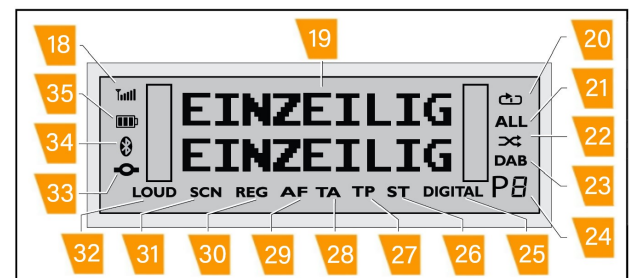 18 19 20
35 EINZEILIG ALL 21
34 EINZEILIG 22
33 DAB 23
LOUD SCN REG AF TA TP ST DIGITAL P8 24
32 31 30 29 28 27 26 25